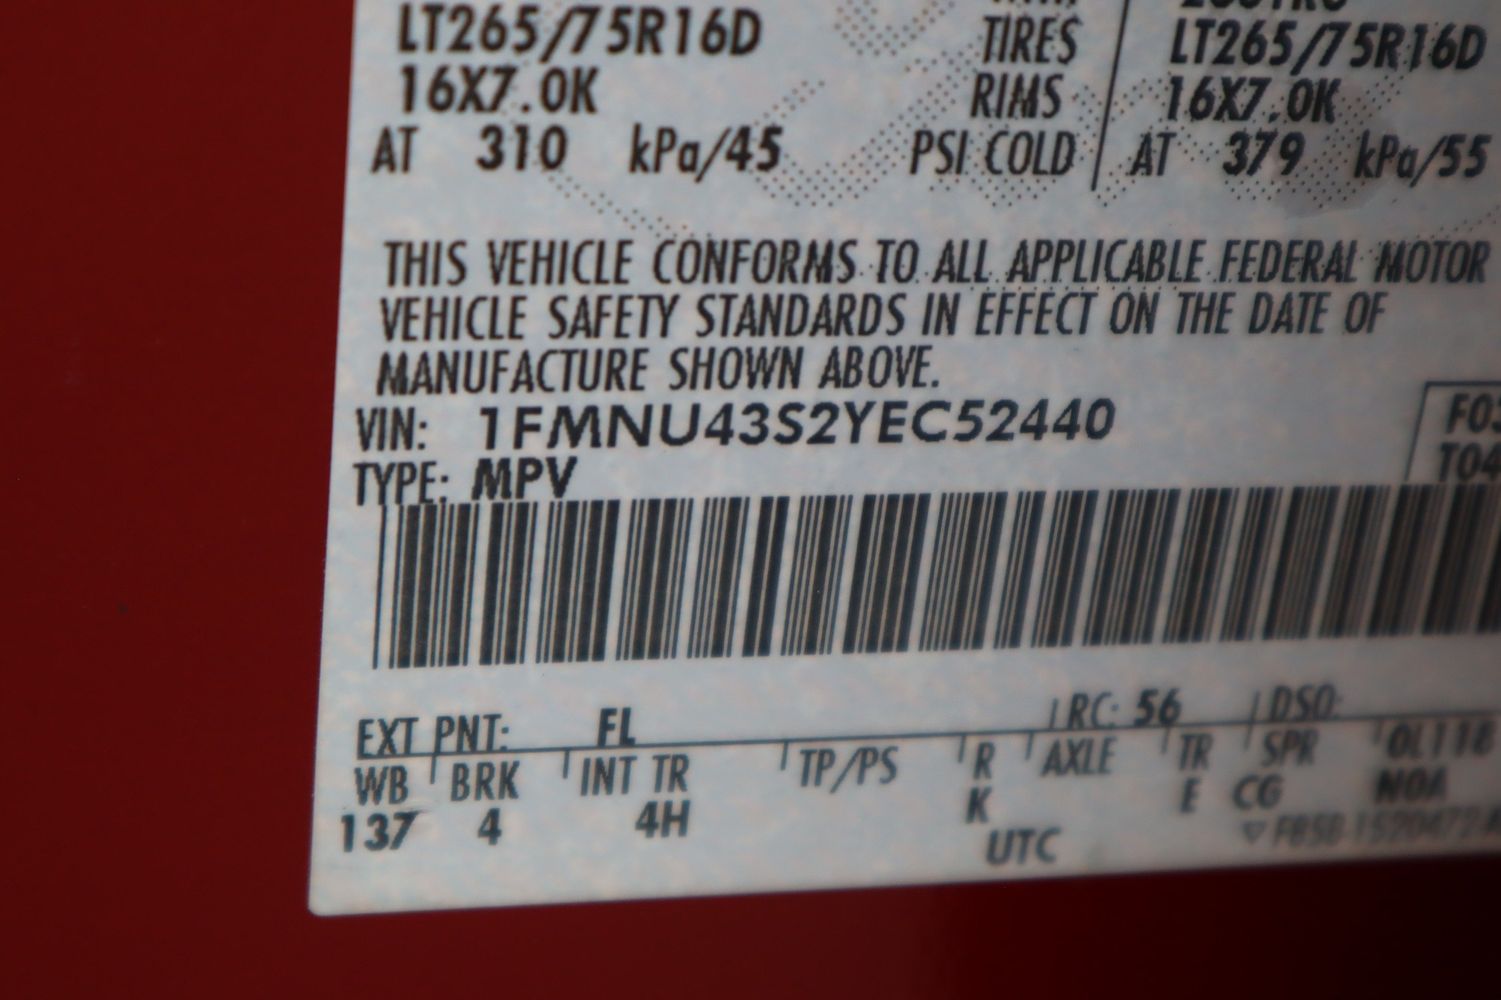 LT265/75R16D TIRES LT265/75R16D
16X7.0K RIMS 16X7.0K
AT 310 kPa/45 PSI COLD AT 379 kPa/55
THIS VEHICLE CONFORMS TO ALL APPLICABLE FEDERAL MOTOR
VEHICLE SAFETY STANDARDS IN EFFECT ON THE DATE OF
MANUFACTURE SHOWN ABOVE.
VIN: 1FMNU43S2YEC52440
TYPE: MPV
EXT PNT: FL RC: 56 DSO:
WB BRK INT TR TP/PS R AXLE TR SPR
137 4 4H K E CG NOA
UTC